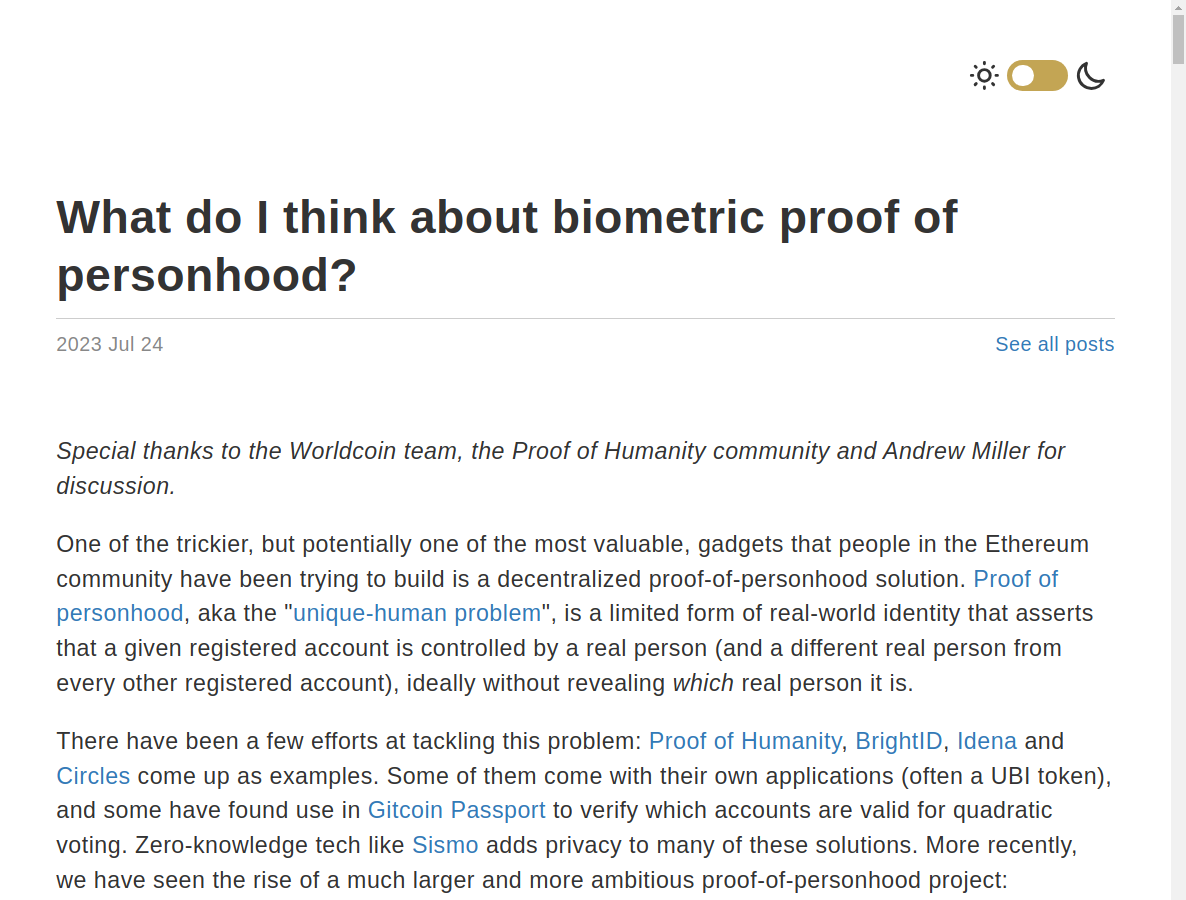 What do I think about biometric proof of
personhood?
2023 Jul 24
See all posts
Special thanks to the Worldcoin team, the Proof of Humanity community and Andrew Miller for
discussion.
One of the trickier, but potentially one of the most valuable, gadgets that people in the Ethereum
community have been trying to build is a decentralized proof-of-personhood solution. Proof of
personhood, aka the "unique-human problem", is a limited form of real-world identity that asserts
that a given registered account is controlled by a real person (and a different real person from
every other registered account), ideally without revealing which real person it is.
There have been a few efforts at tackling this problem: Proof of Humanity, BrightID, Idena and
Circles come up as examples. Some of them come with their own applications (often a UBI token),
and some have found use in Gitcoin Passport to verify which accounts are valid for quadratic
voting. Zero-knowledge tech like Sismo adds privacy to many of these solutions. More recently,
we have seen the rise of a much larger and more ambitious proof-of-personhood project: